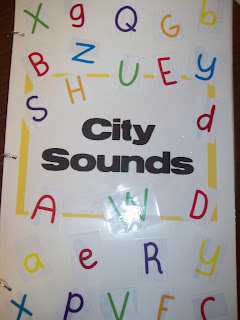 X g Q G b
B Z U E y
S H d
City
Sounds
A W D
a e R y
x p V F c